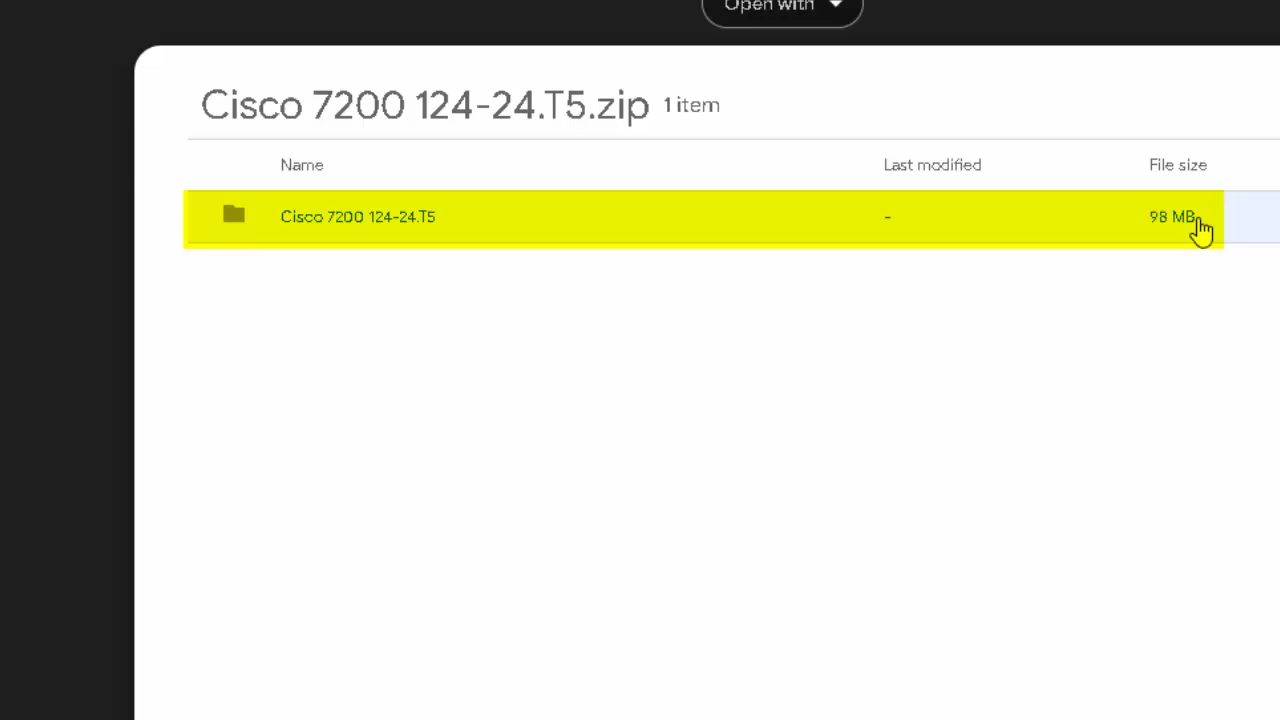 Open with
Cisco 7200 124-24.T5.zip 1 item
Name Last modified File size
Cisco 7200 124-24.T5 - 98 MB